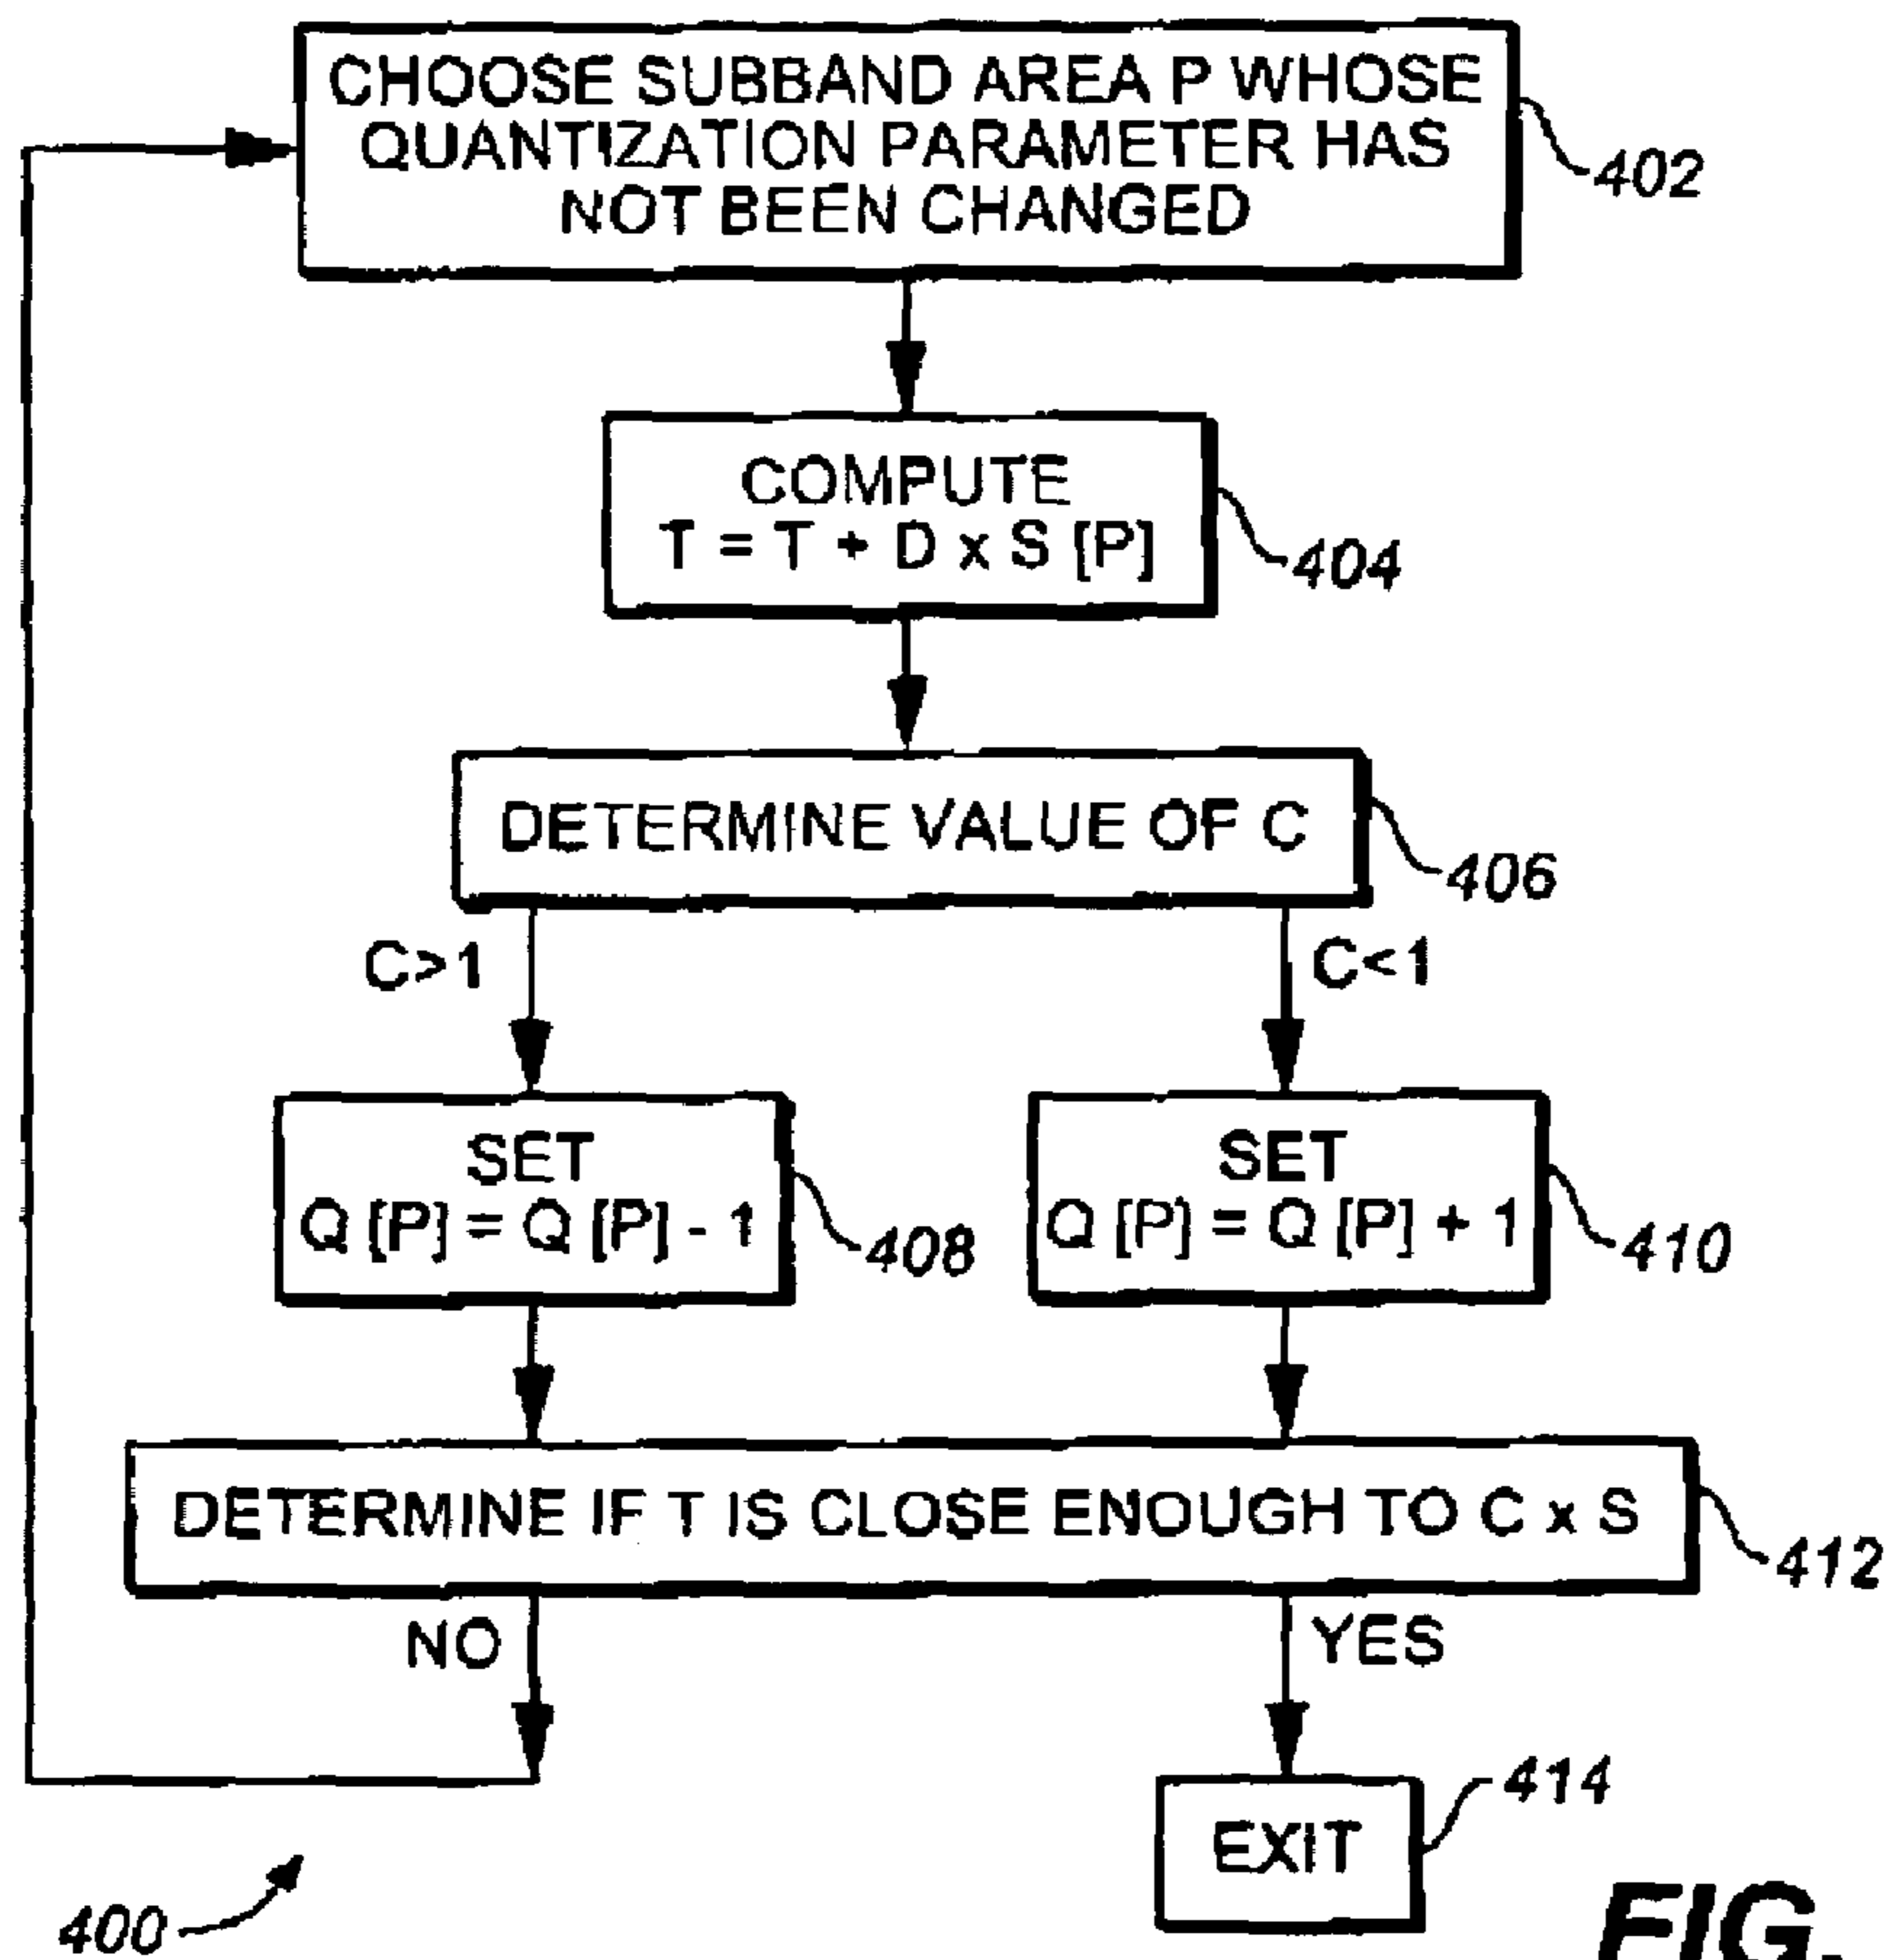 CHOOSE SUBBAND AREA P WHOSE
QUANTIZATION PARAMETER HAS
NOT BEEN CHANGED
402
COMPUTE
T = T + D x S [P]
404
DETERMINE VALUE OF C
406
C>1
C<1
SET
Q [P] = Q [P] - 1
408
SET
Q [P] = Q [P] + 1
410
DETERMINE IF T IS CLOSE ENOUGH TO C x S
412
NO
YES
EXIT
414
400
FIG.